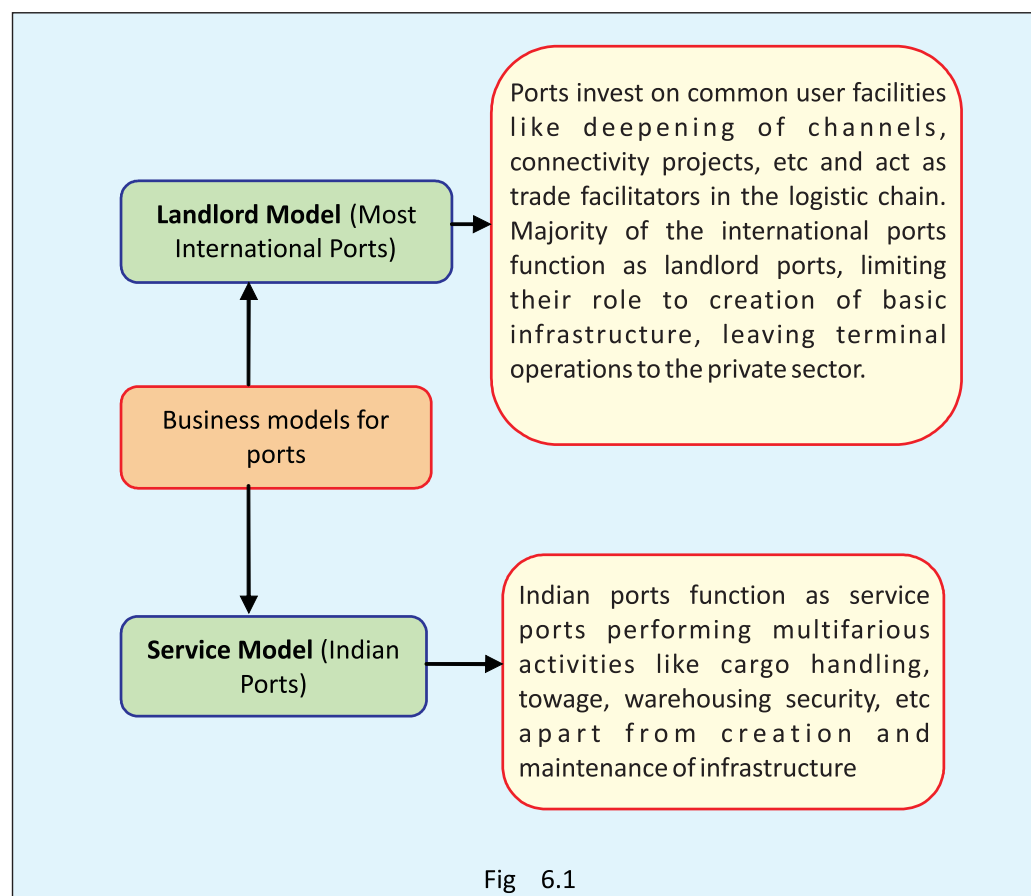 Ports invest on common user facilities
like deepening of channels,
connectivity projects, etc and act as
trade facilitators in the logistic chain.
Majority of the international ports
function as landlord ports, limiting
their role to creation of basic
infrastructure, leaving terminal
operations to the private sector.
Landlord Model (Most
International Ports)
Business models for
ports
Service Model (Indian
Ports)
Indian ports function as service
ports performing multifarious
activities like cargo handling,
towage, warehousing security, etc
apart from creation and
maintenance of infrastructure
Fig 6.1